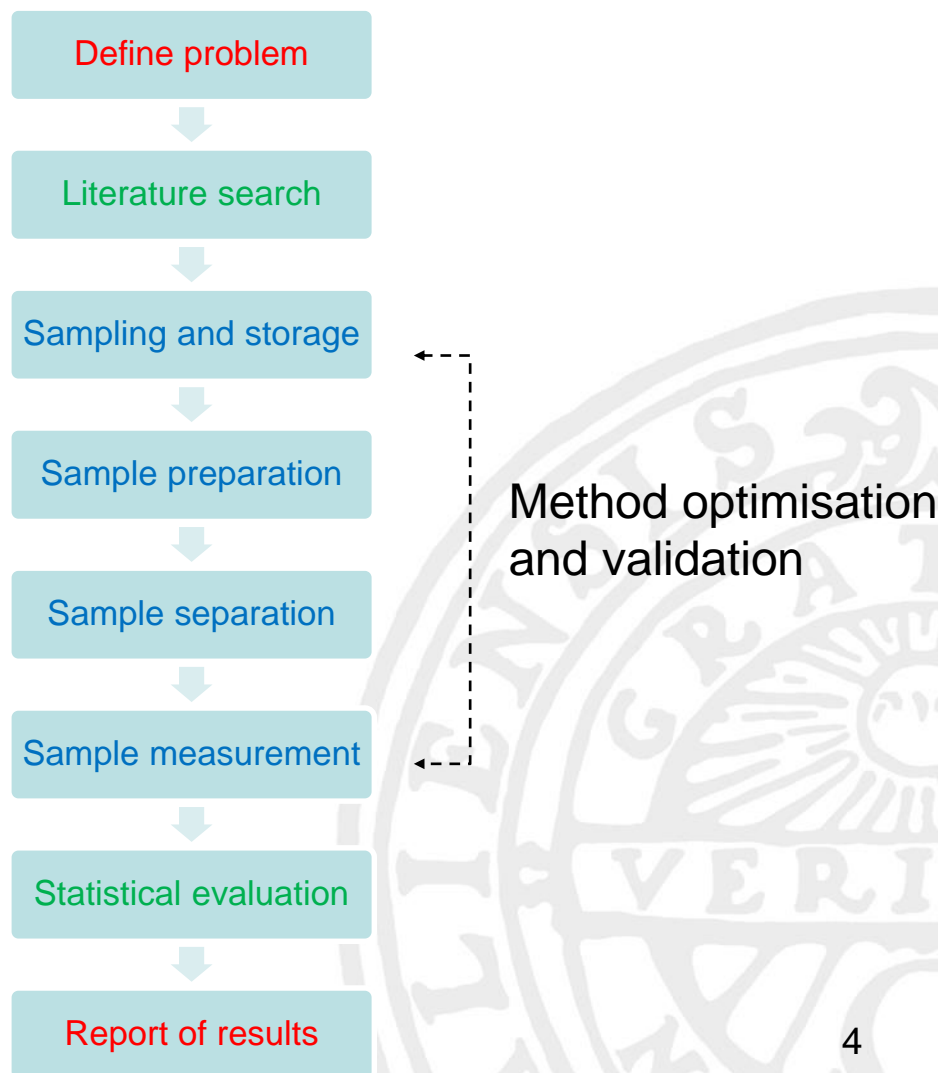 Define problem
Literature search
Sampling and storage
Sample preparation
Sample separation
Sample measurement
Statistical evaluation
Report of results
Method optimisation
and validation
4